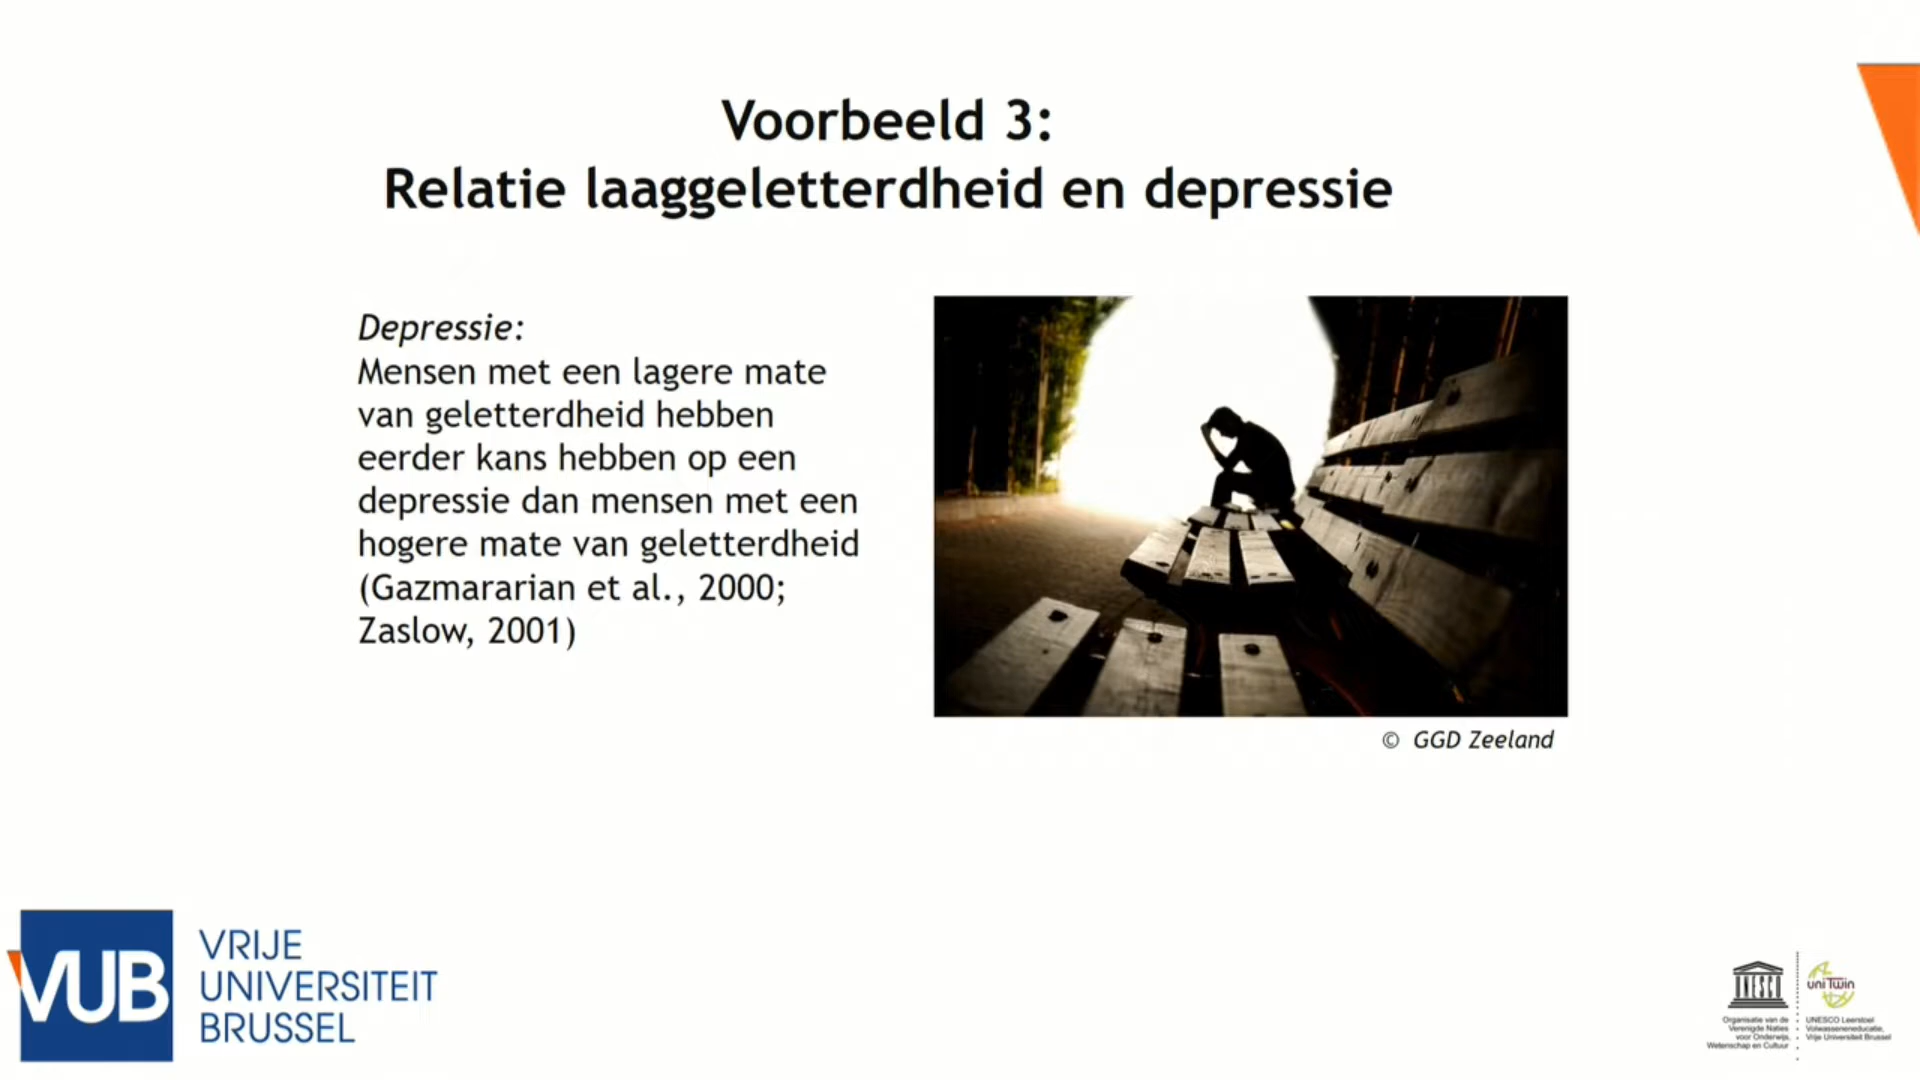 Voorbeeld 3:
Relatie laaggeletterdheid en depressie
Depressie:
Mensen met een lagere mate
van geletterdheid hebben
eerder kans hebben op een
depressie dan mensen met een
hogere mate van geletterdheid
(Gazmararian et al., 2000;
Zaslow, 2001)
© GGD Zeeland
VUB
VRIJE
UNIVERSITEIT
BRUSSEL
UNESCO
Organisatie van de
Verenigde Naties
voor Onderwijs,
Wetenschap en Cultuur
uniTwin
UNESCO Leerstoel
Volwasseneneducatie,
Vrije Universiteit Brussel